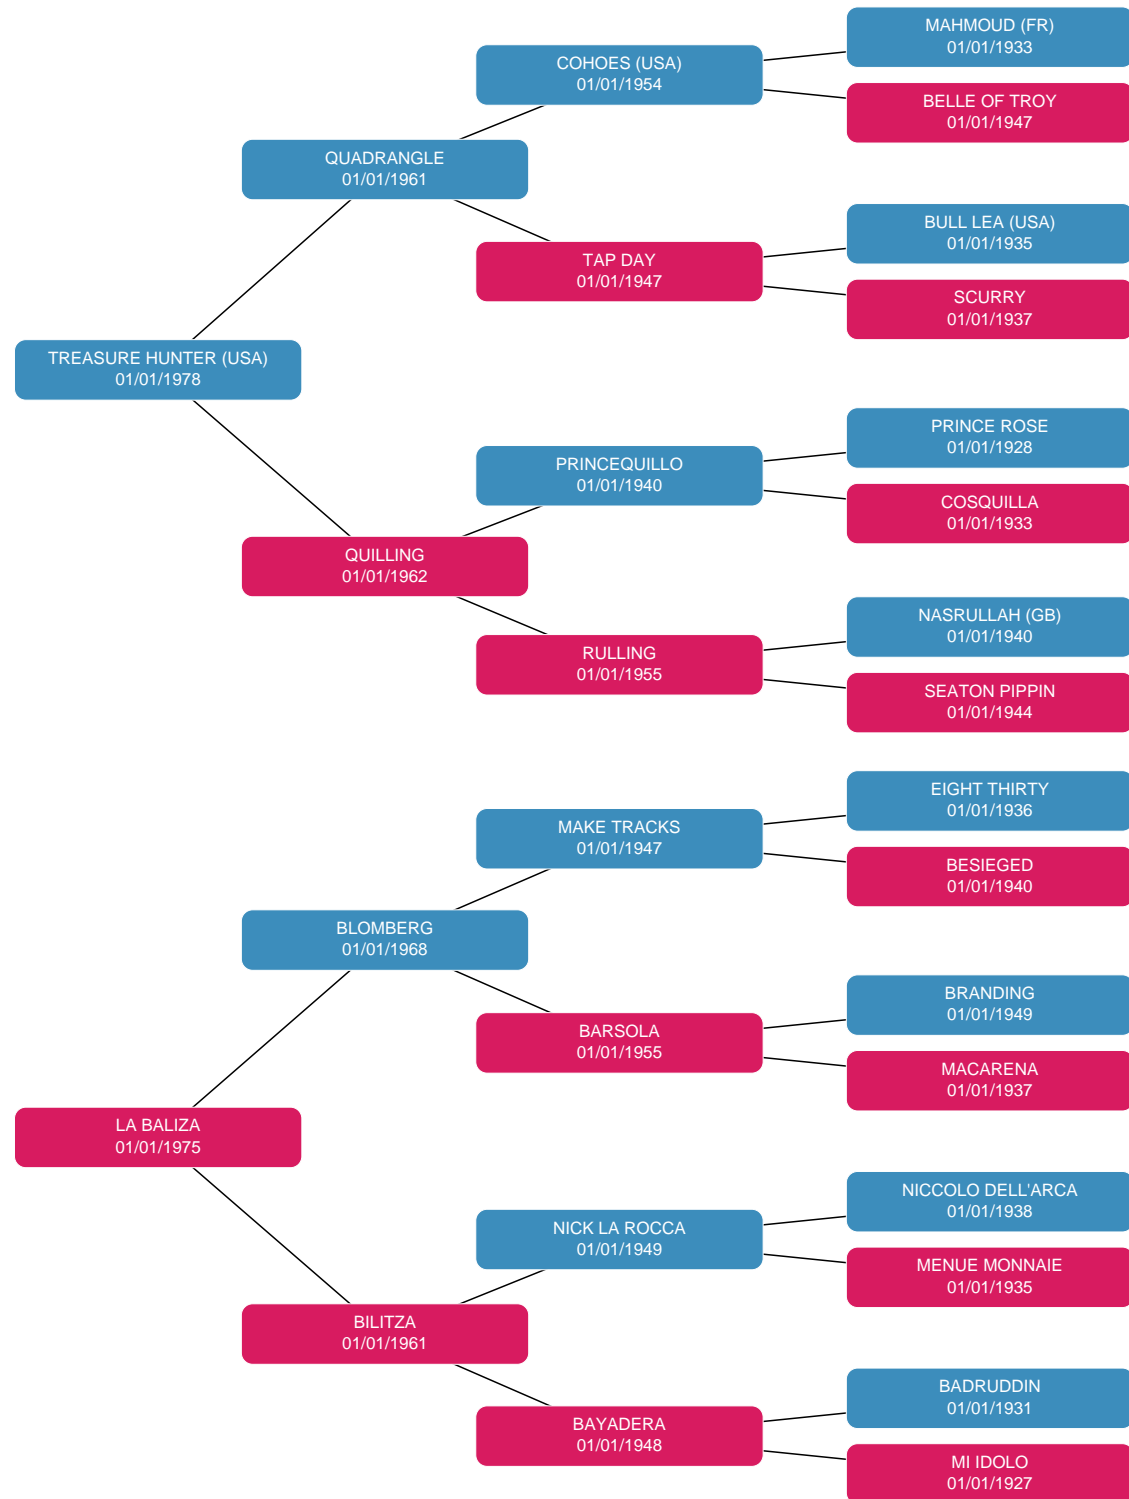 MAHMOUD (FR)
01/01/1933
COHOES (USA)
01/01/1954
BELLE OF TROY
01/01/1947
QUADRANGLE
01/01/1961
BULL LEA (USA)
01/01/1935
TAP DAY
01/01/1947
SCURRY
01/01/1937
TREASURE HUNTER (USA)
01/01/1978
PRINCE ROSE
01/01/1928
PRINCEQUILLO
01/01/1940
COSQUILLA
01/01/1933
QUILLING
01/01/1962
NASRULLAH (GB)
01/01/1940
RULLING
01/01/1955
SEATON PIPPIN
01/01/1944
EIGHT THIRTY
01/01/1936
MAKE TRACKS
01/01/1947
BESIEGED
01/01/1940
BLOMBERG
01/01/1968
BRANDING
01/01/1949
BARSOLA
01/01/1955
MACARENA
01/01/1937
LA BALIZA
01/01/1975
NICCOLO DELL'ARCA
01/01/1938
NICK LA ROCCA
01/01/1949
MENUE MONNAIE
01/01/1935
BILITZA
01/01/1961
BADRUDDIN
01/01/1931
BAYADERA
01/01/1948
MI IDOLO
01/01/1927